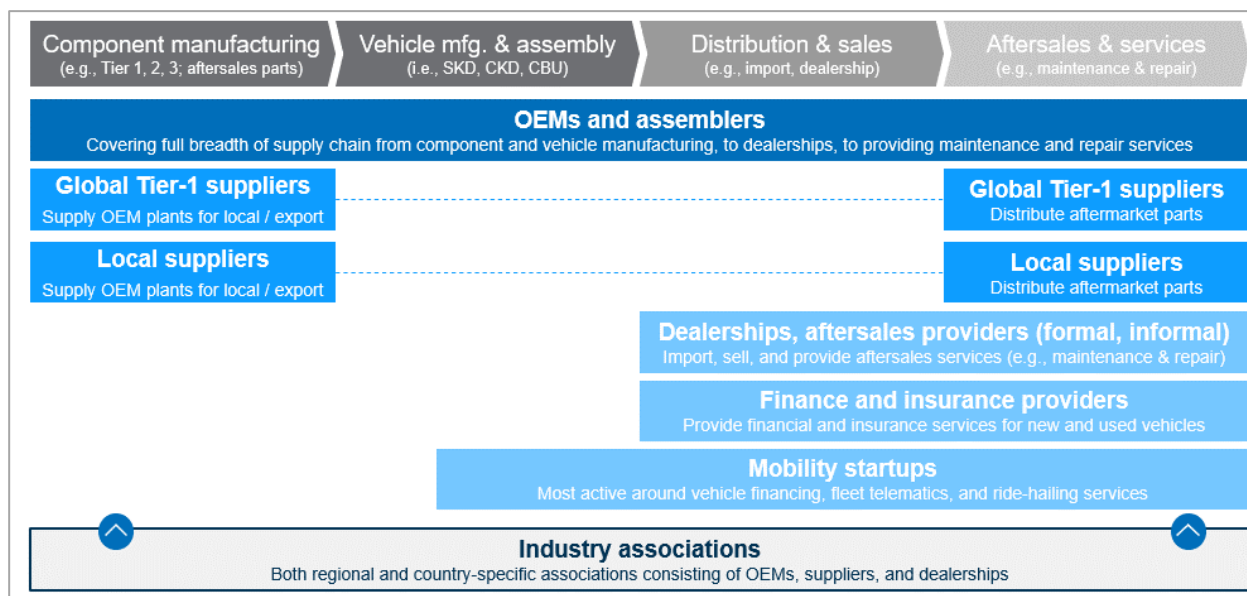 Component manufacturing
(e.g., Tier 1, 2, 3; aftersales parts)
Vehicle mfg. & assembly
(i.e., SKD, CKD, CBU)
Distribution & sales
(e.g., import, dealership)
Aftersales & services
(e.g., maintenance & repair)
OEMs and assemblers
Covering full breadth of supply chain from component and vehicle manufacturing, to dealerships, to providing maintenance and repair services
Global Tier-1 suppliers
Supply OEM plants for local / export
Global Tier-1 suppliers
Distribute aftermarket parts
Local suppliers
Supply OEM plants for local / export
Local suppliers
Distribute aftermarket parts
Dealerships, aftersales providers (formal, informal)
Import, sell, and provide aftersales services (e.g., maintenance & repair)
Finance and insurance providers
Provide financial and insurance services for new and used vehicles
Mobility startups
Most active around vehicle financing, fleet telematics, and ride-hailing services
Industry associations
Both regional and country-specific associations consisting of OEMs, suppliers, and dealerships